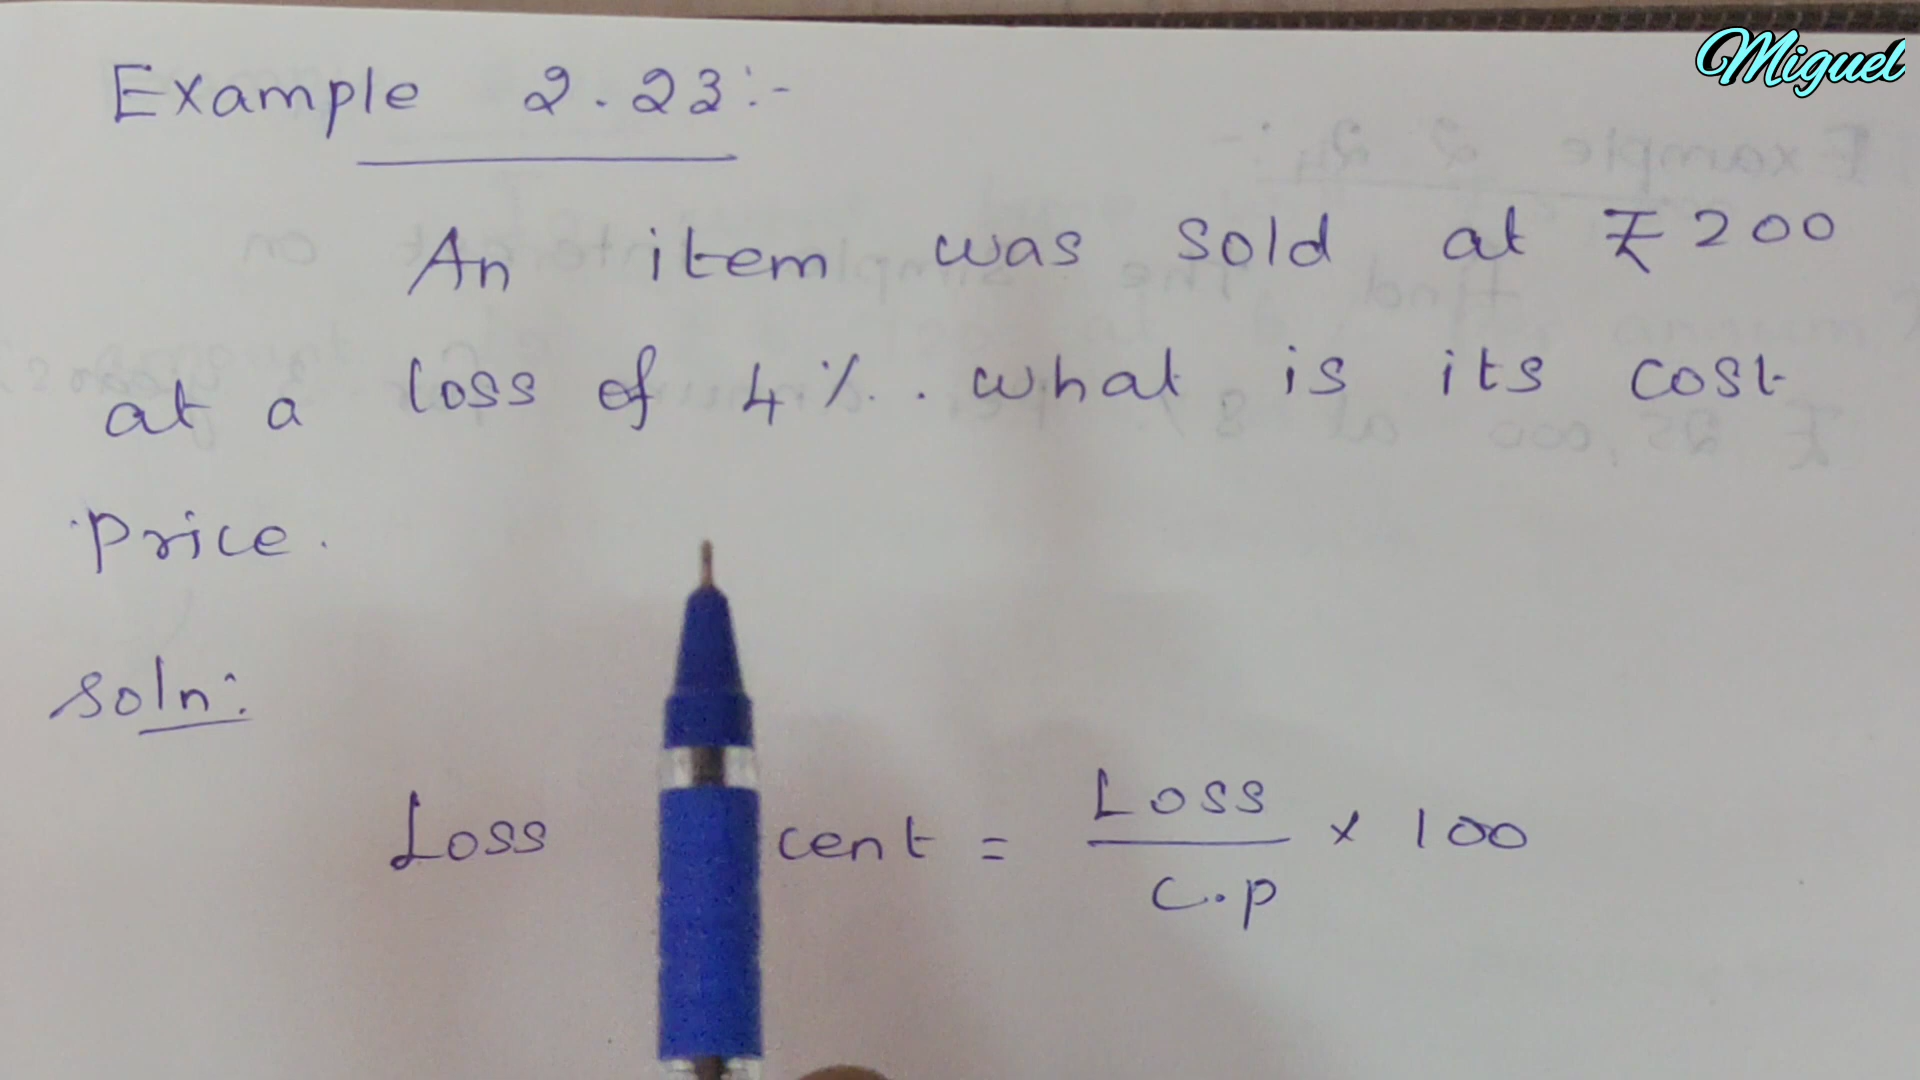 Miguel
Example 2.23:-
An item was sold at ₹200
at a loss of 4%. what is its cost
Price.
Soln:
Loss cent = Loss / C.P × 100